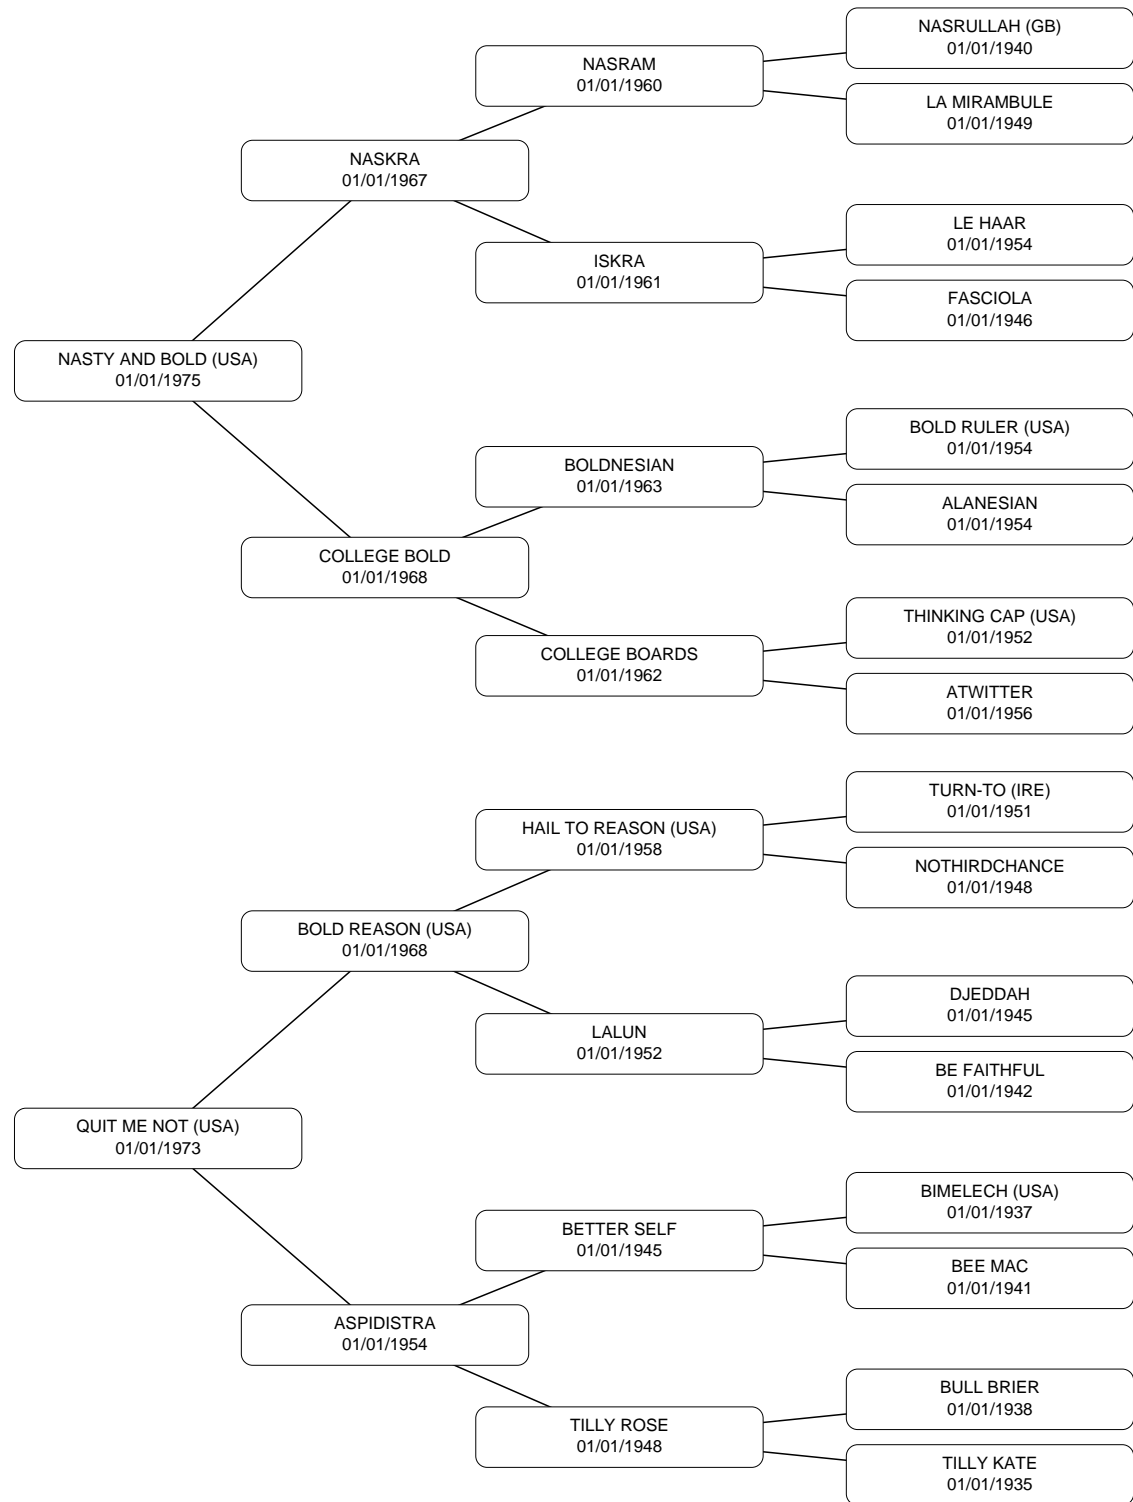 NASRULLAH (GB)
01/01/1940
NASRAM
01/01/1960
LA MIRAMBULE
01/01/1949
NASKRA
01/01/1967
LE HAAR
01/01/1954
ISKRA
01/01/1961
FASCIOLA
01/01/1946
NASTY AND BOLD (USA)
01/01/1975
BOLD RULER (USA)
01/01/1954
BOLDNESIAN
01/01/1963
ALANESIAN
01/01/1954
COLLEGE BOLD
01/01/1968
THINKING CAP (USA)
01/01/1952
COLLEGE BOARDS
01/01/1962
ATWITTER
01/01/1956
TURN-TO (IRE)
01/01/1951
HAIL TO REASON (USA)
01/01/1958
NOTHIRDCHANCE
01/01/1948
BOLD REASON (USA)
01/01/1968
DJEDDAH
01/01/1945
LALUN
01/01/1952
BE FAITHFUL
01/01/1942
QUIT ME NOT (USA)
01/01/1973
BIMELECH (USA)
01/01/1937
BETTER SELF
01/01/1945
BEE MAC
01/01/1941
ASPIDISTRA
01/01/1954
BULL BRIER
01/01/1938
TILLY ROSE
01/01/1948
TILLY KATE
01/01/1935